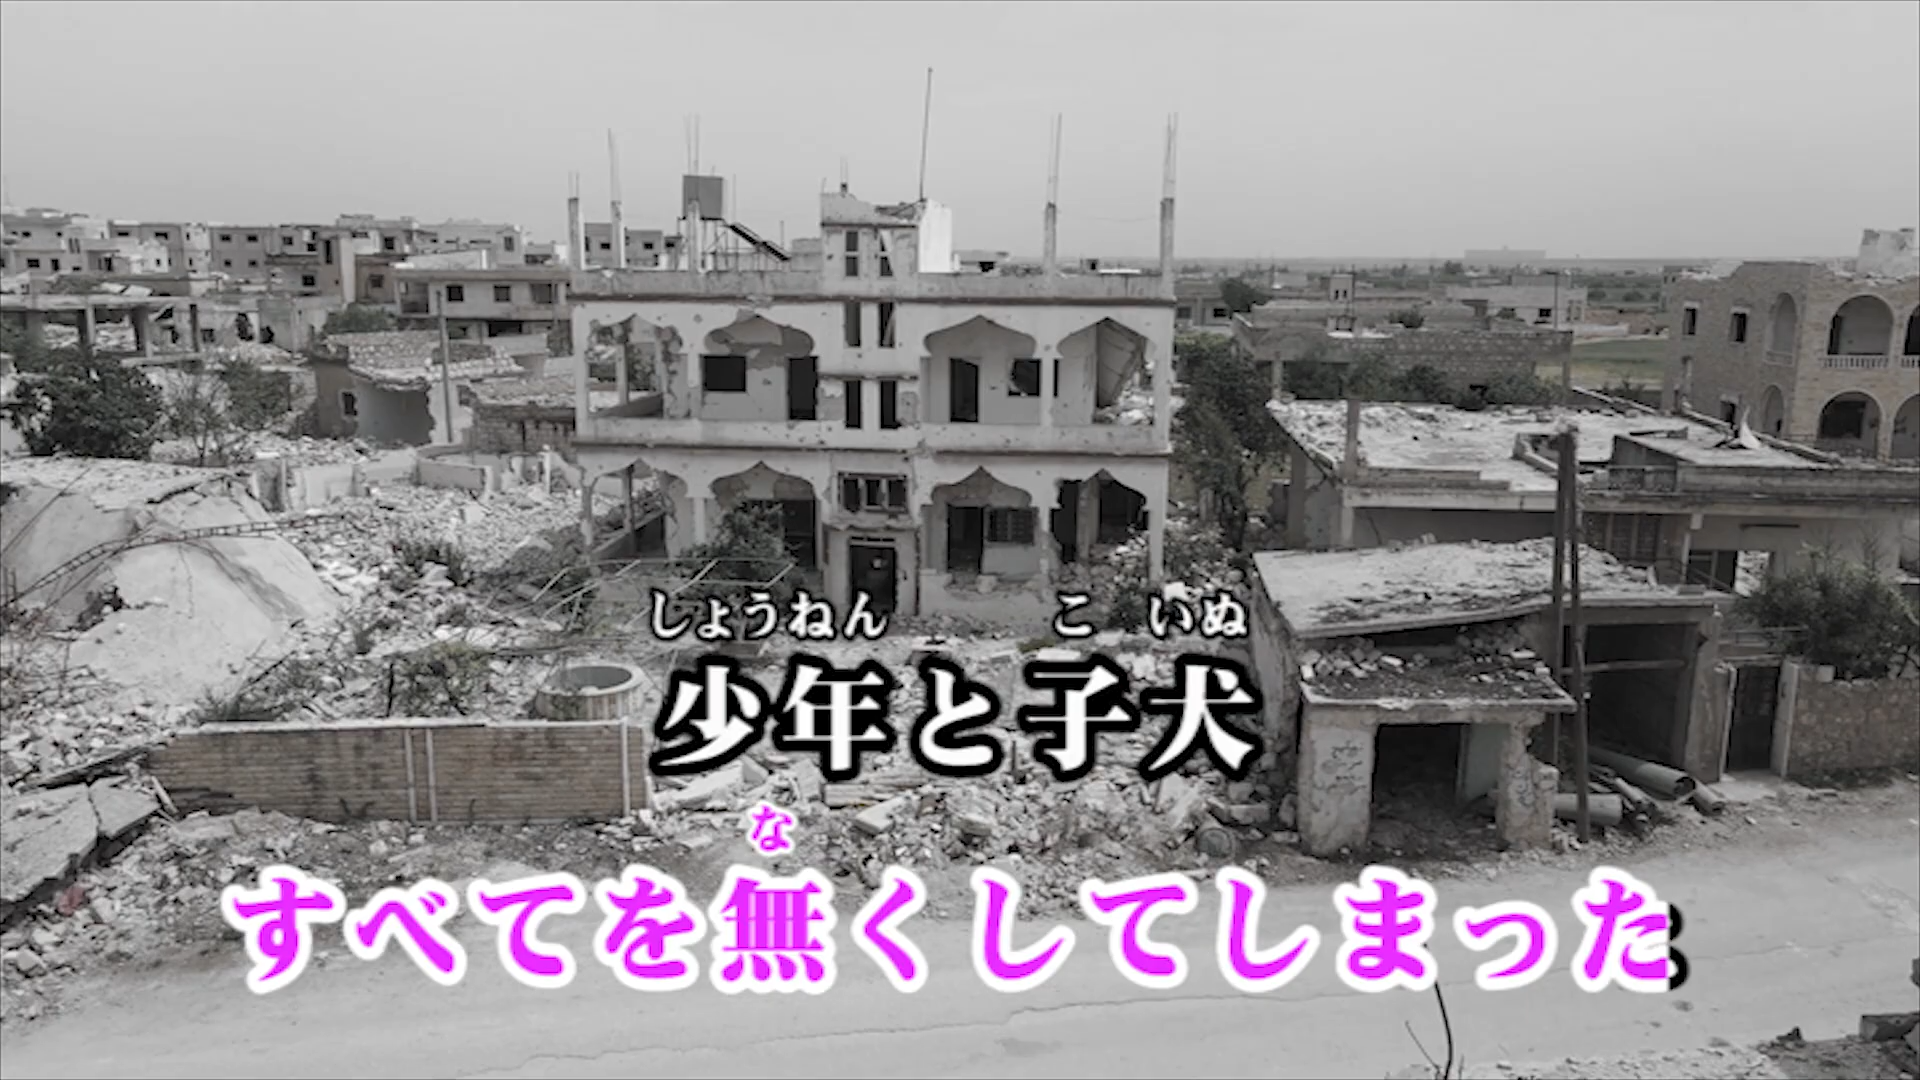 しょうねん こ いぬ
少年と子犬
な
すべてを無くしてしまった